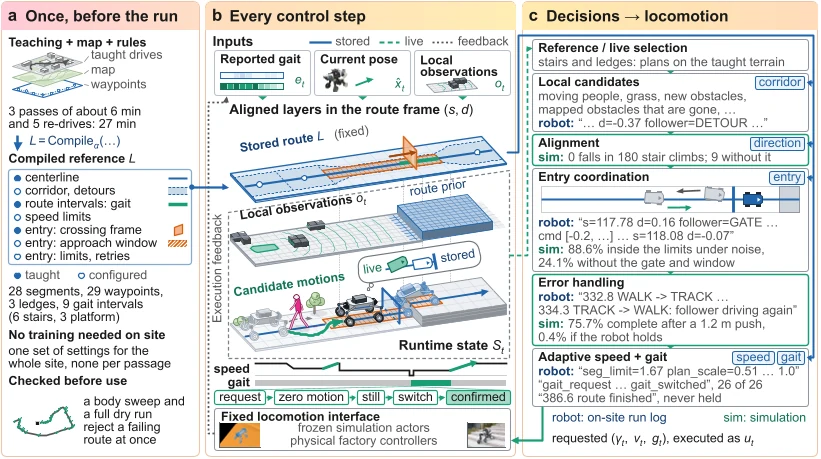 a Once, before the run
Teaching + map + rules
taught drives
map
waypoints
3 passes of about 6 min
and 5 re-drives: 27 min
L = Compileα(…)
Compiled reference L
centerline
corridor, detours
route intervals: gait
speed limits
entry: crossing frame
entry: approach window
entry: limits, retries
taught configured
28 segments, 29 waypoints,
3 ledges, 9 gait intervals
(6 stairs, 3 platform)
No training needed on site
one set of settings for the
whole site, none per passage
Checked before use
a body sweep and
a full dry run
reject a failing
route at once
b Every control step
Inputs
stored live feedback
Reported gait
e_t
Current pose
x̂_t
Local
observations
o_t
Aligned layers in the route frame (s, d)
Stored route L (fixed)
Local observations o_t
route prior
Candidate motions
live stored
Runtime state S_t
Execution feedback
speed
gait
request zero motion still switch confirmed
Fixed locomotion interface
frozen simulation actors
physical factory controllers
c Decisions → locomotion
Reference / live selection
stairs and ledges: plans on the taught terrain
Local candidates
corridor
moving people, grass, new obstacles,
mapped obstacles that are gone, …
robot: “… d=-0.37 follower=DETOUR …”
Alignment
direction
sim: 0 falls in 180 stair climbs; 9 without it
Entry coordination
entry
robot: “s=117.78 d=0.16 follower=GATE …
cmd [-0.2, …] … s=118.08 d=-0.07”
sim: 88.6% inside the limits under noise,
24.1% without the gate and window
Error handling
robot: “332.8 WALK -> TRACK …
334.3 TRACK -> WALK: follower driving again”
sim: 75.7% complete after a 1.2 m push,
0.4% if the robot holds
Adaptive speed + gait
speed gait
robot: “seg_limit=1.67 plan_scale=0.51 … 1.0”
“gait_request … gait_switched”, 26 of 26
“386.6 route finished”, never held
robot: on-site run log sim: simulation
requested (γ_t, v_t, g_t), executed as u_t